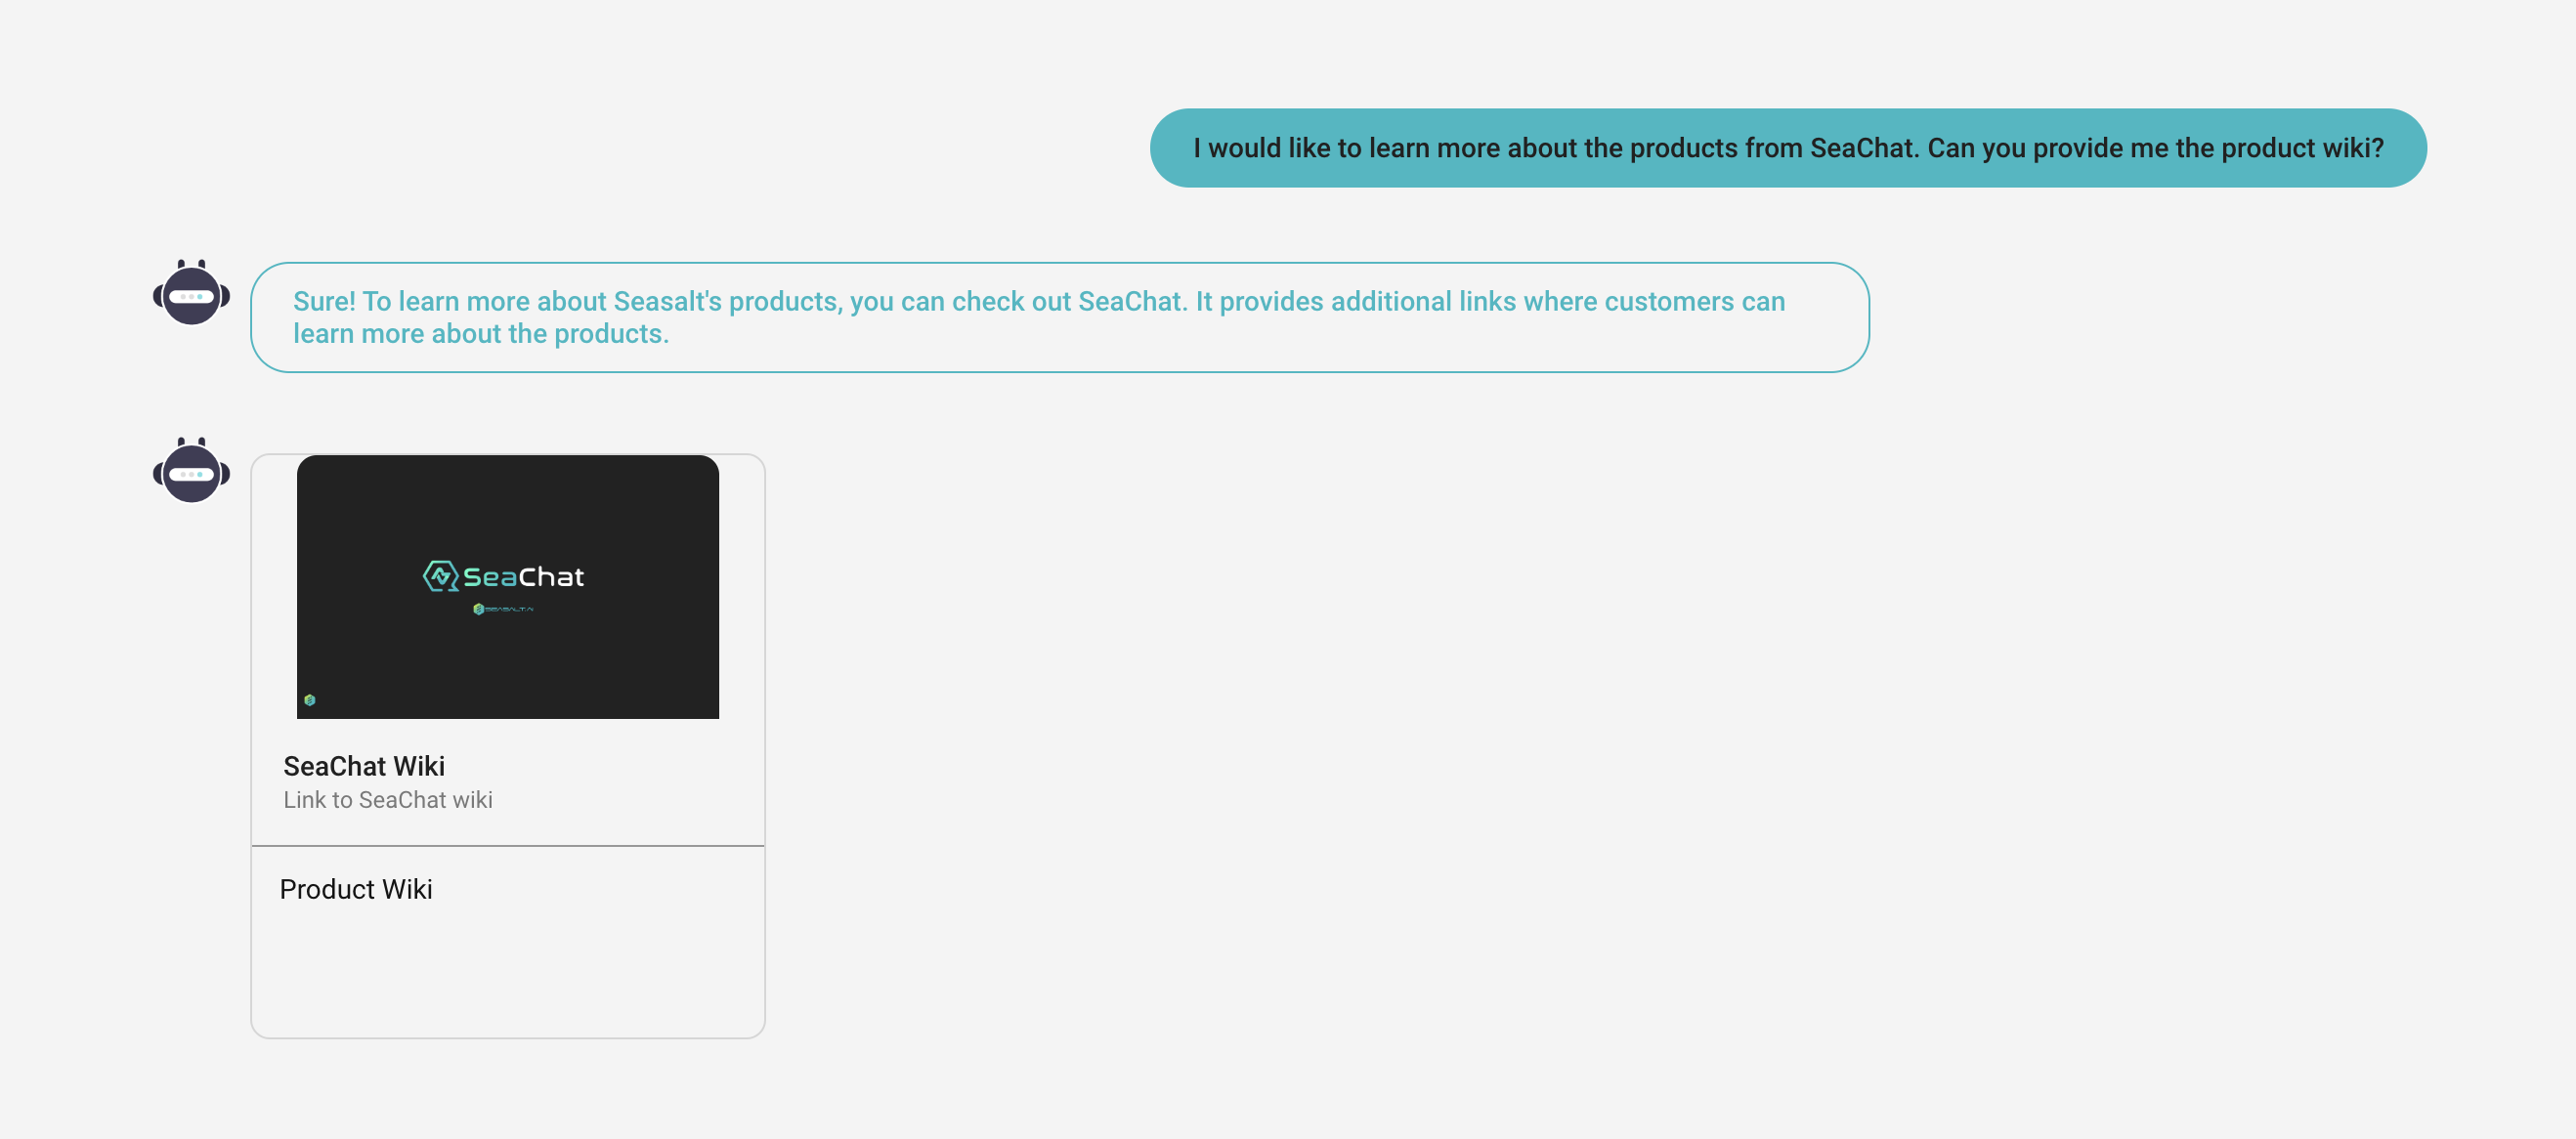 I would like to learn more about the products from SeaChat. Can you provide me the product wiki?
Sure! To learn more about Seasalt's products, you can check out SeaChat. It provides additional links where customers can
learn more about the products.
SeaChat
SEASALT.AI
SeaChat Wiki
Link to SeaChat wiki
Product Wiki